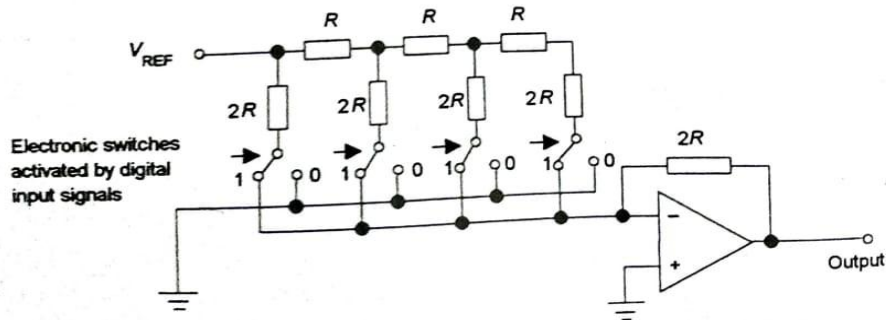 R
R
R
V REF
2R
2R
2R
2R
Electronic switches
activated by digital
input signals
1
0
1
0
1
0
1
0
2R
−
+
Output